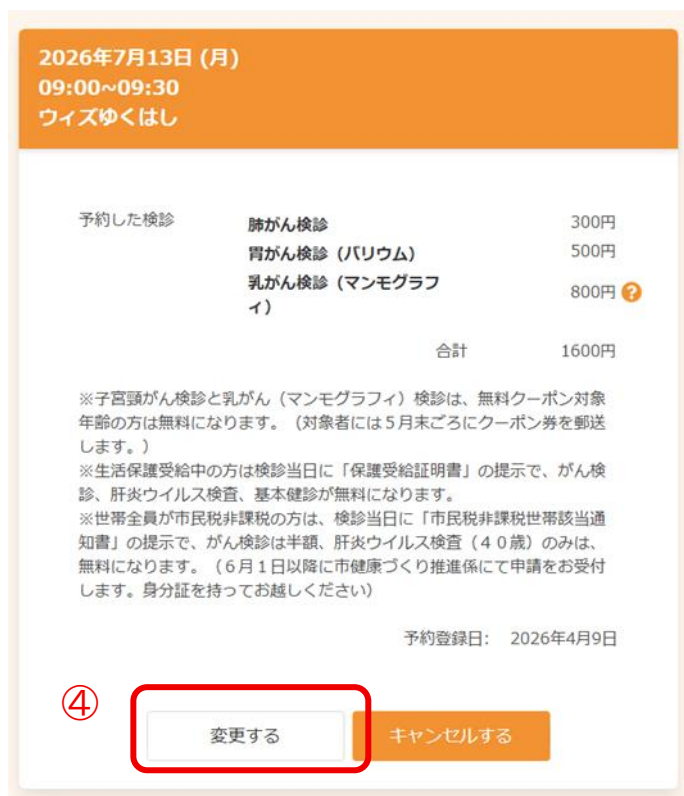 2026年7月13日 (月)
09:00~09:30
ウィズゆくはし
予約した検診 肺がん検診 300円
胃がん検診（バリウム） 500円
乳がん検診（マンモグラフ
ィ） 800円 ?
合計 1600円
※子宮頸がん検診と乳がん（マンモグラフィ）検診は、無料クーポン対象
年齢の方は無料になります。（対象者には５月末ごろにクーポン券を郵送
します。）
※生活保護受給中の方は検診当日に「保護受給証明書」の提示で、がん検
診、肝炎ウイルス検査、基本健診が無料になります。
※世帯全員が市民税非課税の方は、検診当日に「市民税非課税世帯該当通
知書」の提示で、がん検診は半額、肝炎ウイルス検査（４０歳）のみは、
無料になります。（６月１日以降に市健康づくり推進係にて申請をお受付
します。身分証を持ってお越しください）
予約登録日: 2026年4月9日
④
変更する キャンセルする